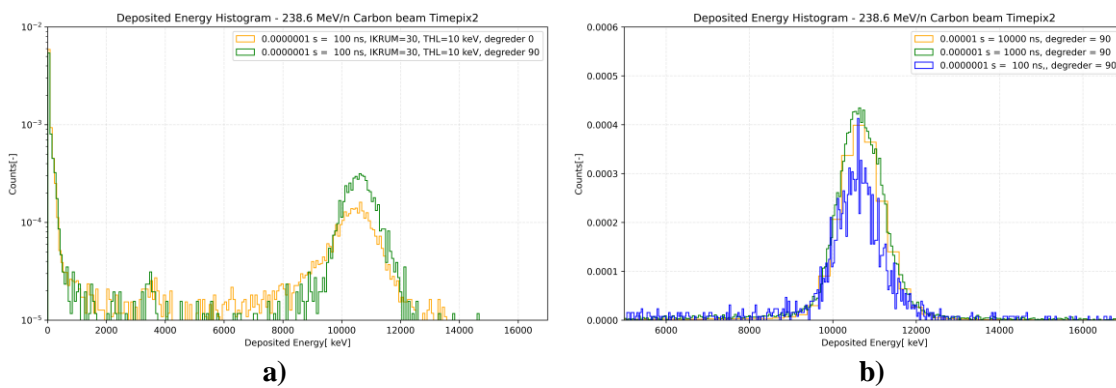 Deposited Energy Histogram - 238.6 MeV/n Carbon beam Timepix2
0.0000001 s = 100 ns, IKRUM=30, THL=10 keV, degreder 0
0.0000001 s = 100 ns, IKRUM=30, THL=10 keV, degreder 90
Counts[-]
10⁻²
10⁻³
10⁻⁴
10⁻⁵
0 2000 4000 6000 8000 10000 12000 14000 16000
Deposited Energy[ keV]
a)
Deposited Energy Histogram - 238.6 MeV/n Carbon beam Timepix2
0.00001 s = 10000 ns, degreder = 90
0.000001 s = 1000 ns, degreder = 90
0.0000001 s = 100 ns,, degreder = 90
Counts[-]
0.0006
0.0005
0.0004
0.0003
0.0002
0.0001
0.0000
6000 8000 10000 12000 14000 16000
Deposited Energy[ keV]
b)